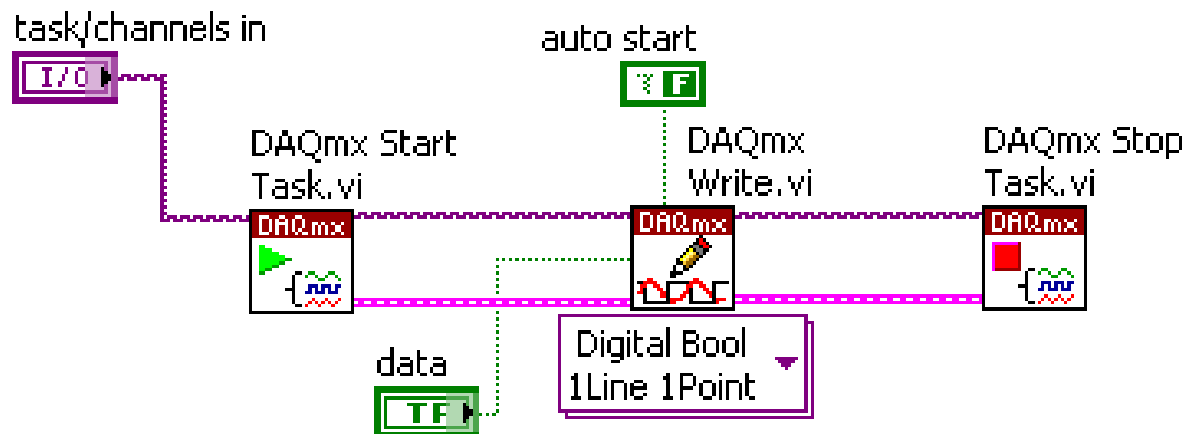 task/channels in
I/O
auto start
F
DAQmx Start
Task.vi
DAQmx
DAQmx
Write.vi
DAQmx
DAQmx Stop
Task.vi
DAQmx
data
TF
Digital Bool
1Line 1Point